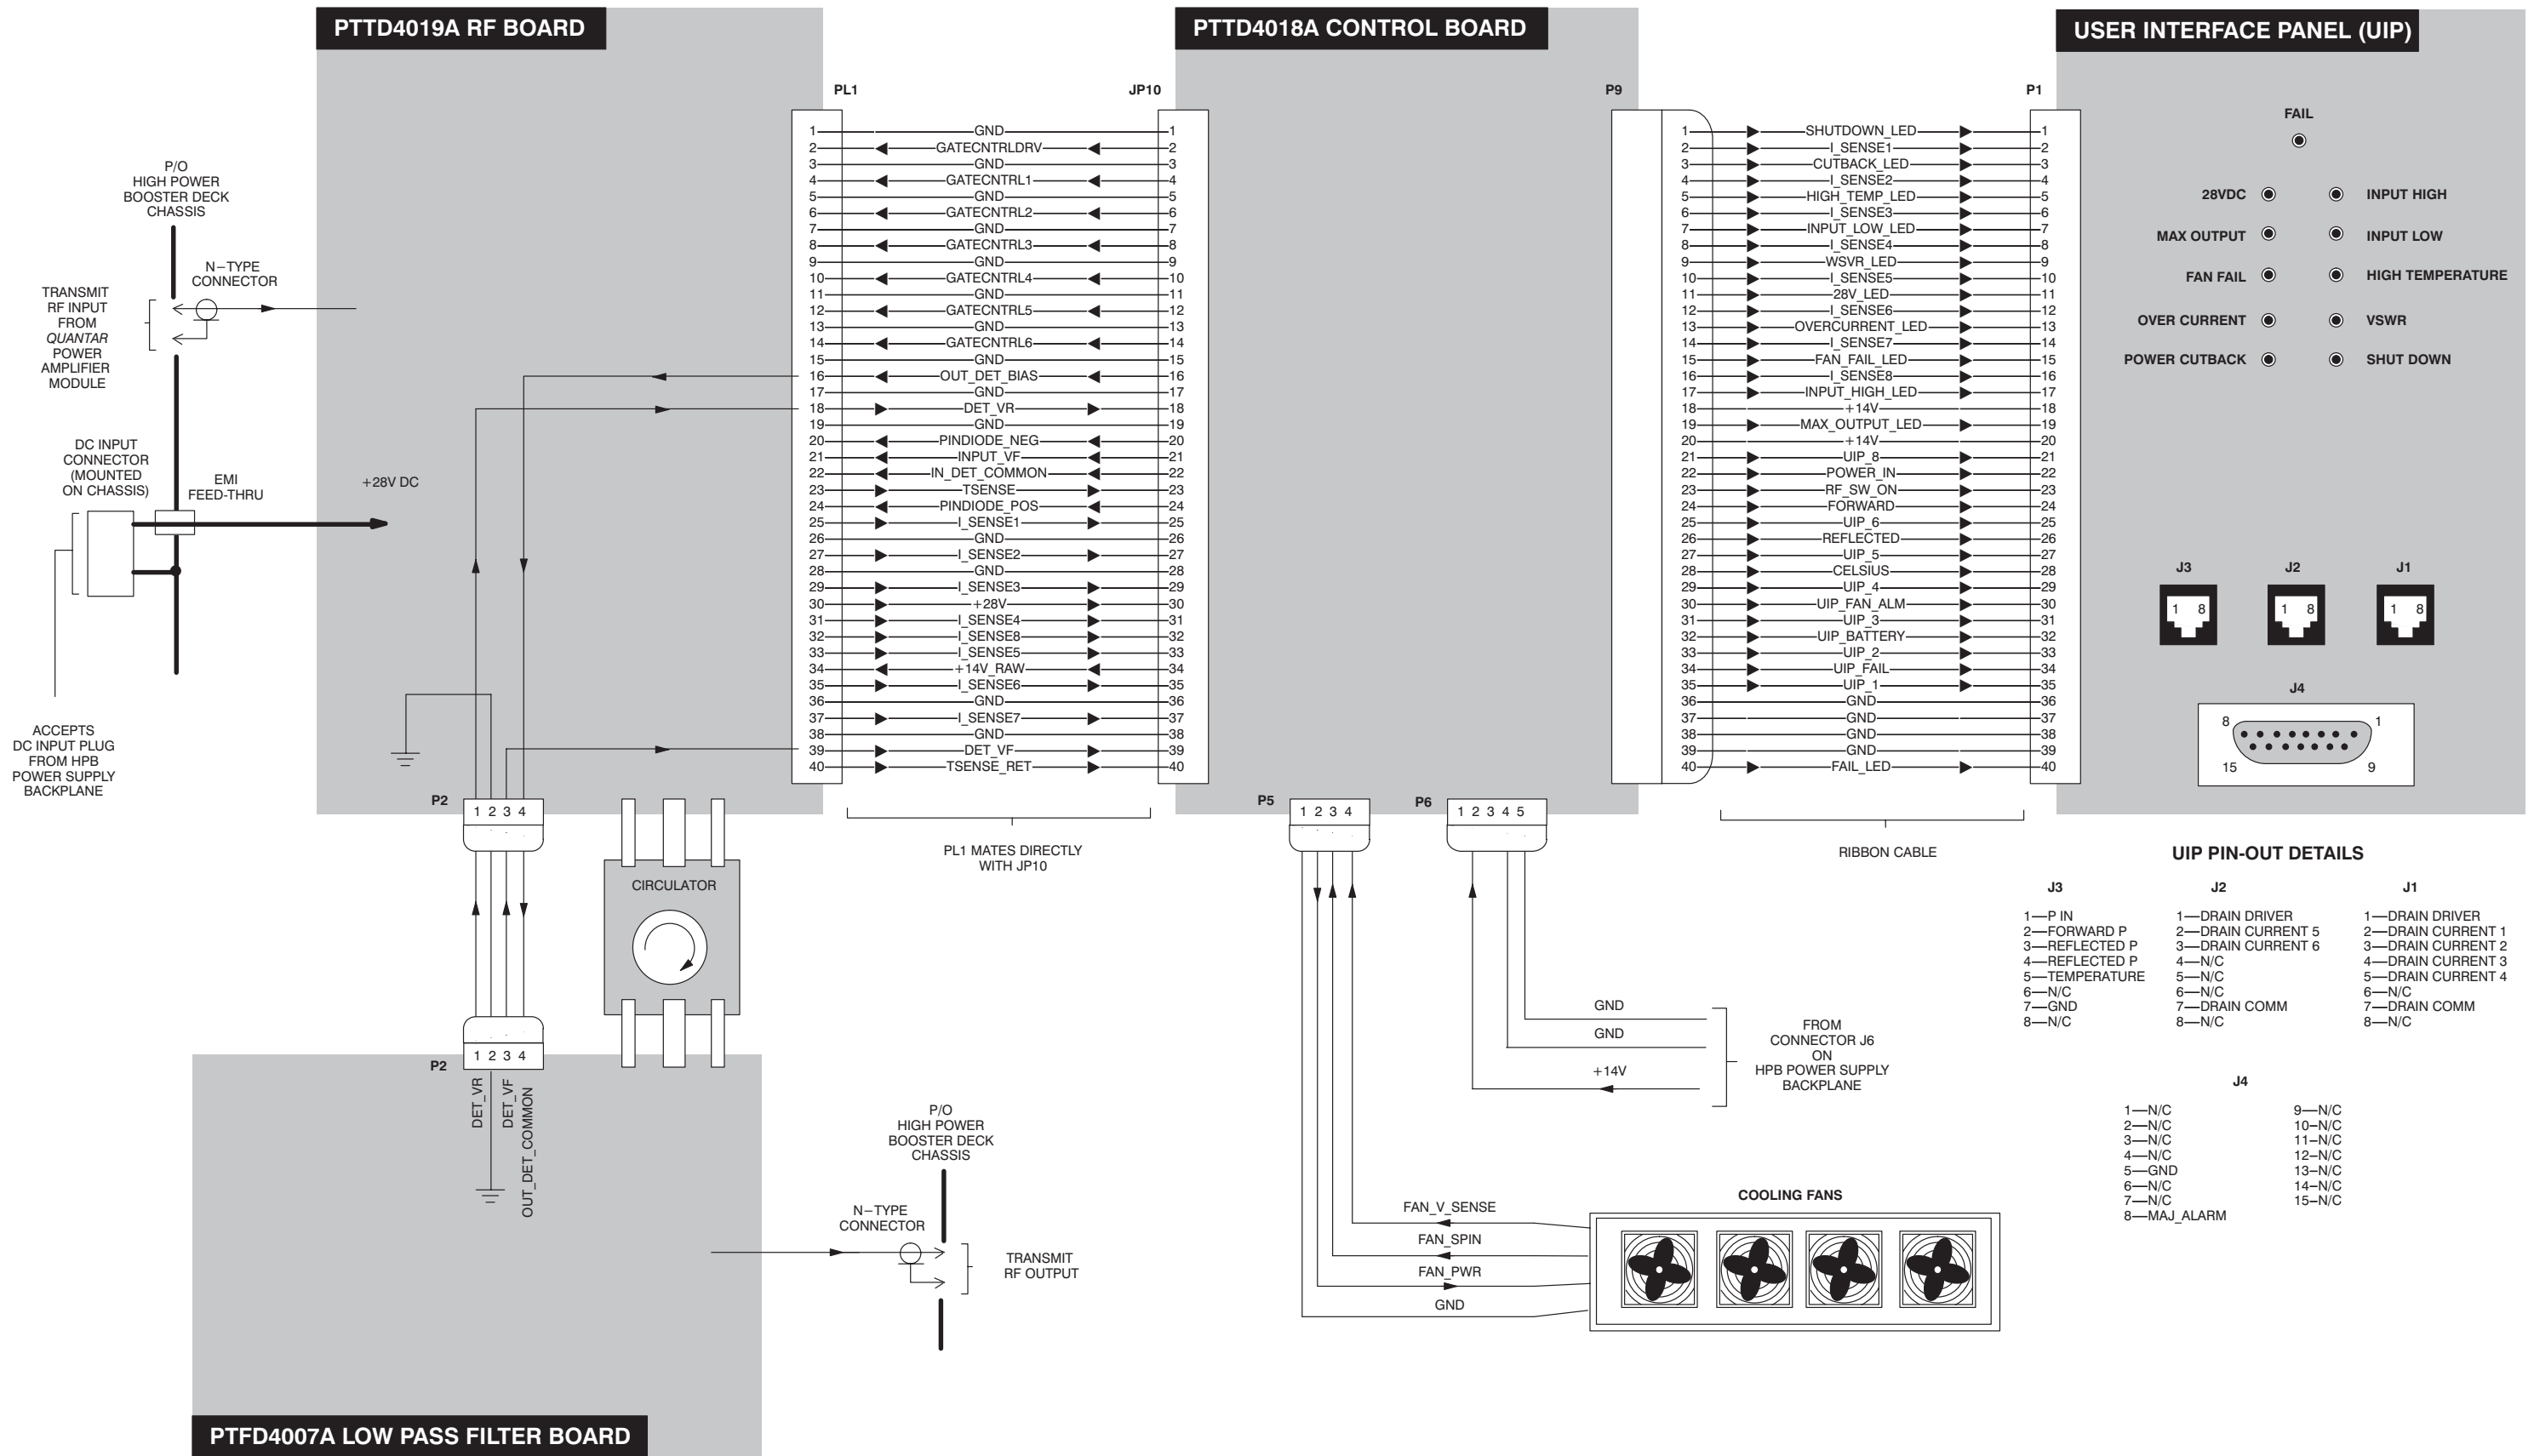 PTTD4019A RF BOARD
PTTD4018A CONTROL BOARD
USER INTERFACE PANEL (UIP)
P/O
HIGH POWER
BOOSTER DECK
CHASSIS
N–TYPE
CONNECTOR
TRANSMIT
RF INPUT
FROM
QUANTAR
POWER
AMPLIFIER
MODULE
DC INPUT
CONNECTOR
(MOUNTED
ON CHASSIS)
EMI
FEED-THRU
+28V DC
ACCEPTS
DC INPUT PLUG
FROM HPB
POWER SUPPLY
BACKPLANE
PL1 JP10
1 GND 1
2 GATECNTRLDRV 2
3 GND 3
4 GATECNTRL1 4
5 GND 5
6 GATECNTRL2 6
7 GND 7
8 GATECNTRL3 8
9 GND 9
10 GATECNTRL4 10
11 GND 11
12 GATECNTRL5 12
13 GND 13
14 GATECNTRL6 14
15 GND 15
16 OUT_DET_BIAS 16
17 GND 17
18 DET_VR 18
19 GND 19
20 PINDIODE_NEG 20
21 INPUT_VF 21
22 IN_DET_COMMON 22
23 TSENSE 23
24 PINDIODE_POS 24
25 I_SENSE1 25
26 GND 26
27 I_SENSE2 27
28 GND 28
29 I_SENSE3 29
30 +28V 30
31 I_SENSE4 31
32 I_SENSE8 32
33 I_SENSE5 33
34 +14V_RAW 34
35 I_SENSE6 35
36 GND 36
37 I_SENSE7 37
38 GND 38
39 DET_VF 39
40 TSENSE_RET 40
PL1 MATES DIRECTLY
WITH JP10
P9 P1
1 SHUTDOWN_LED 1
2 I_SENSE1 2
3 CUTBACK_LED 3
4 I_SENSE2 4
5 HIGH_TEMP_LED 5
6 I_SENSE3 6
7 INPUT_LOW_LED 7
8 I_SENSE4 8
9 WSVR_LED 9
10 I_SENSE5 10
11 28V_LED 11
12 I_SENSE6 12
13 OVERCURRENT_LED 13
14 I_SENSE7 14
15 FAN_FAIL_LED 15
16 I_SENSE8 16
17 INPUT_HIGH_LED 17
18 +14V 18
19 MAX_OUTPUT_LED 19
20 +14V 20
21 UIP_8 21
22 POWER_IN 22
23 RF_SW_ON 23
24 FORWARD 24
25 UIP_6 25
26 REFLECTED 26
27 UIP_5 27
28 CELSIUS 28
29 UIP_4 29
30 UIP_FAN_ALM 30
31 UIP_3 31
32 UIP_BATTERY 32
33 UIP_2 33
34 UIP_FAIL 34
35 UIP_1 35
36 GND 36
37 GND 37
38 GND 38
39 GND 39
40 FAIL_LED 40
RIBBON CABLE
FAIL
28VDC INPUT HIGH
MAX OUTPUT INPUT LOW
FAN FAIL HIGH TEMPERATURE
OVER CURRENT VSWR
POWER CUTBACK SHUT DOWN
J3 J2 J1
1 8 1 8 1 8
J4
8 1
15 9
P2
1 2 3 4
CIRCULATOR
P2
1 2 3 4
DET_VR
DET_VF
OUT_DET_COMMON
PTFD4007A LOW PASS FILTER BOARD
P/O
HIGH POWER
BOOSTER DECK
CHASSIS
N–TYPE
CONNECTOR
TRANSMIT
RF OUTPUT
P5
1 2 3 4
P6
1 2 3 4 5
GND
GND
+14V
FROM
CONNECTOR J6
ON
HPB POWER SUPPLY
BACKPLANE
COOLING FANS
FAN_V_SENSE
FAN_SPIN
FAN_PWR
GND
UIP PIN-OUT DETAILS
J3
1—P IN
2—FORWARD P
3—REFLECTED P
4—REFLECTED P
5—TEMPERATURE
6—N/C
7—GND
8—N/C
J2
1—DRAIN DRIVER
2—DRAIN CURRENT 5
3—DRAIN CURRENT 6
4—N/C
5—N/C
6—N/C
7—DRAIN COMM
8—N/C
J1
1—DRAIN DRIVER
2—DRAIN CURRENT 1
3—DRAIN CURRENT 2
4—DRAIN CURRENT 3
5—DRAIN CURRENT 4
6—N/C
7—DRAIN COMM
8—N/C
J4
1—N/C
2—N/C
3—N/C
4—N/C
5—GND
6—N/C
7—N/C
8—MAJ_ALARM
9—N/C
10–N/C
11–N/C
12–N/C
13–N/C
14–N/C
15–N/C